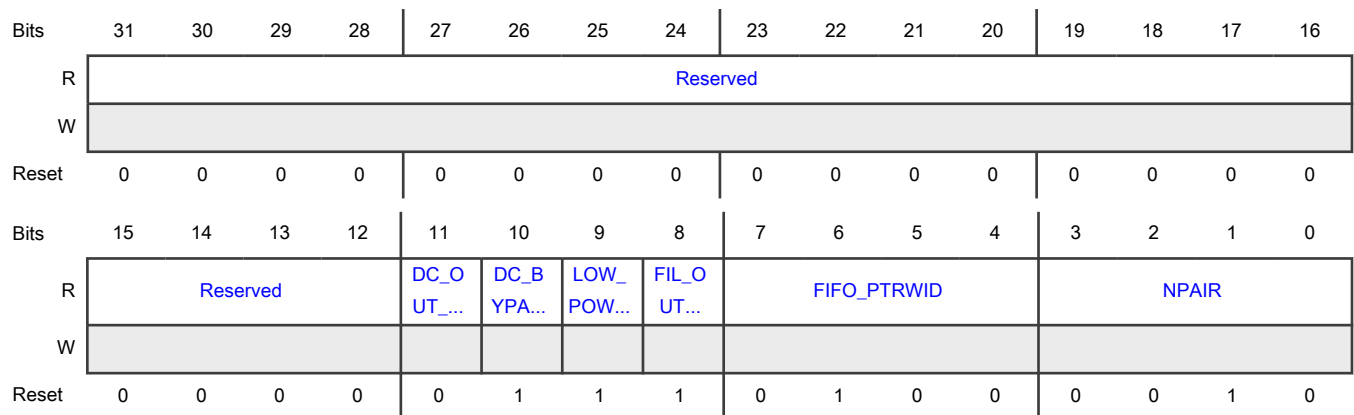 Bits 31 30 29 28 27 26 25 24 23 22 21 20 19 18 17 16
R Reserved
W
Reset 0 0 0 0 0 0 0 0 0 0 0 0 0 0 0 0
Bits 15 14 13 12 11 10 9 8 7 6 5 4 3 2 1 0
R Reserved DC_O DC_B LOW_ FIL_O FIFO_PTRWID NPAIR
UT_... YPA... POW... UT...
W
Reset 0 0 0 0 0 1 1 1 0 1 0 0 0 0 1 0